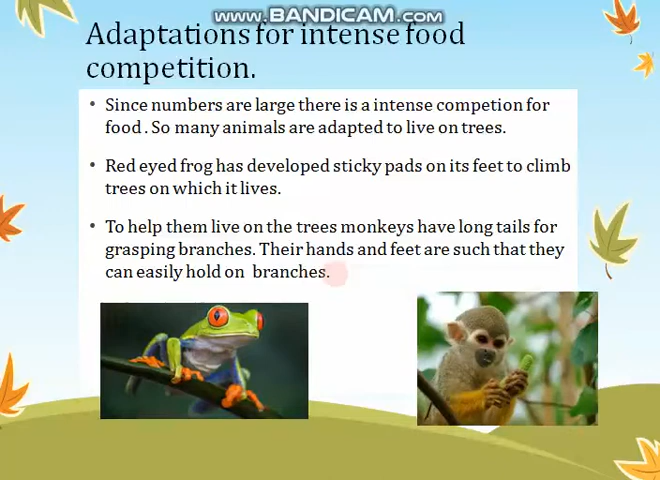 www.BANDICAM.com
Adaptations for intense food
competition.
• Since numbers are large there is a intense competion for
food . So many animals are adapted to live on trees.
• Red eyed frog has developed sticky pads on its feet to climb
trees on which it lives.
• To help them live on the trees monkeys have long tails for
grasping branches. Their hands and feet are such that they
can easily hold on branches.